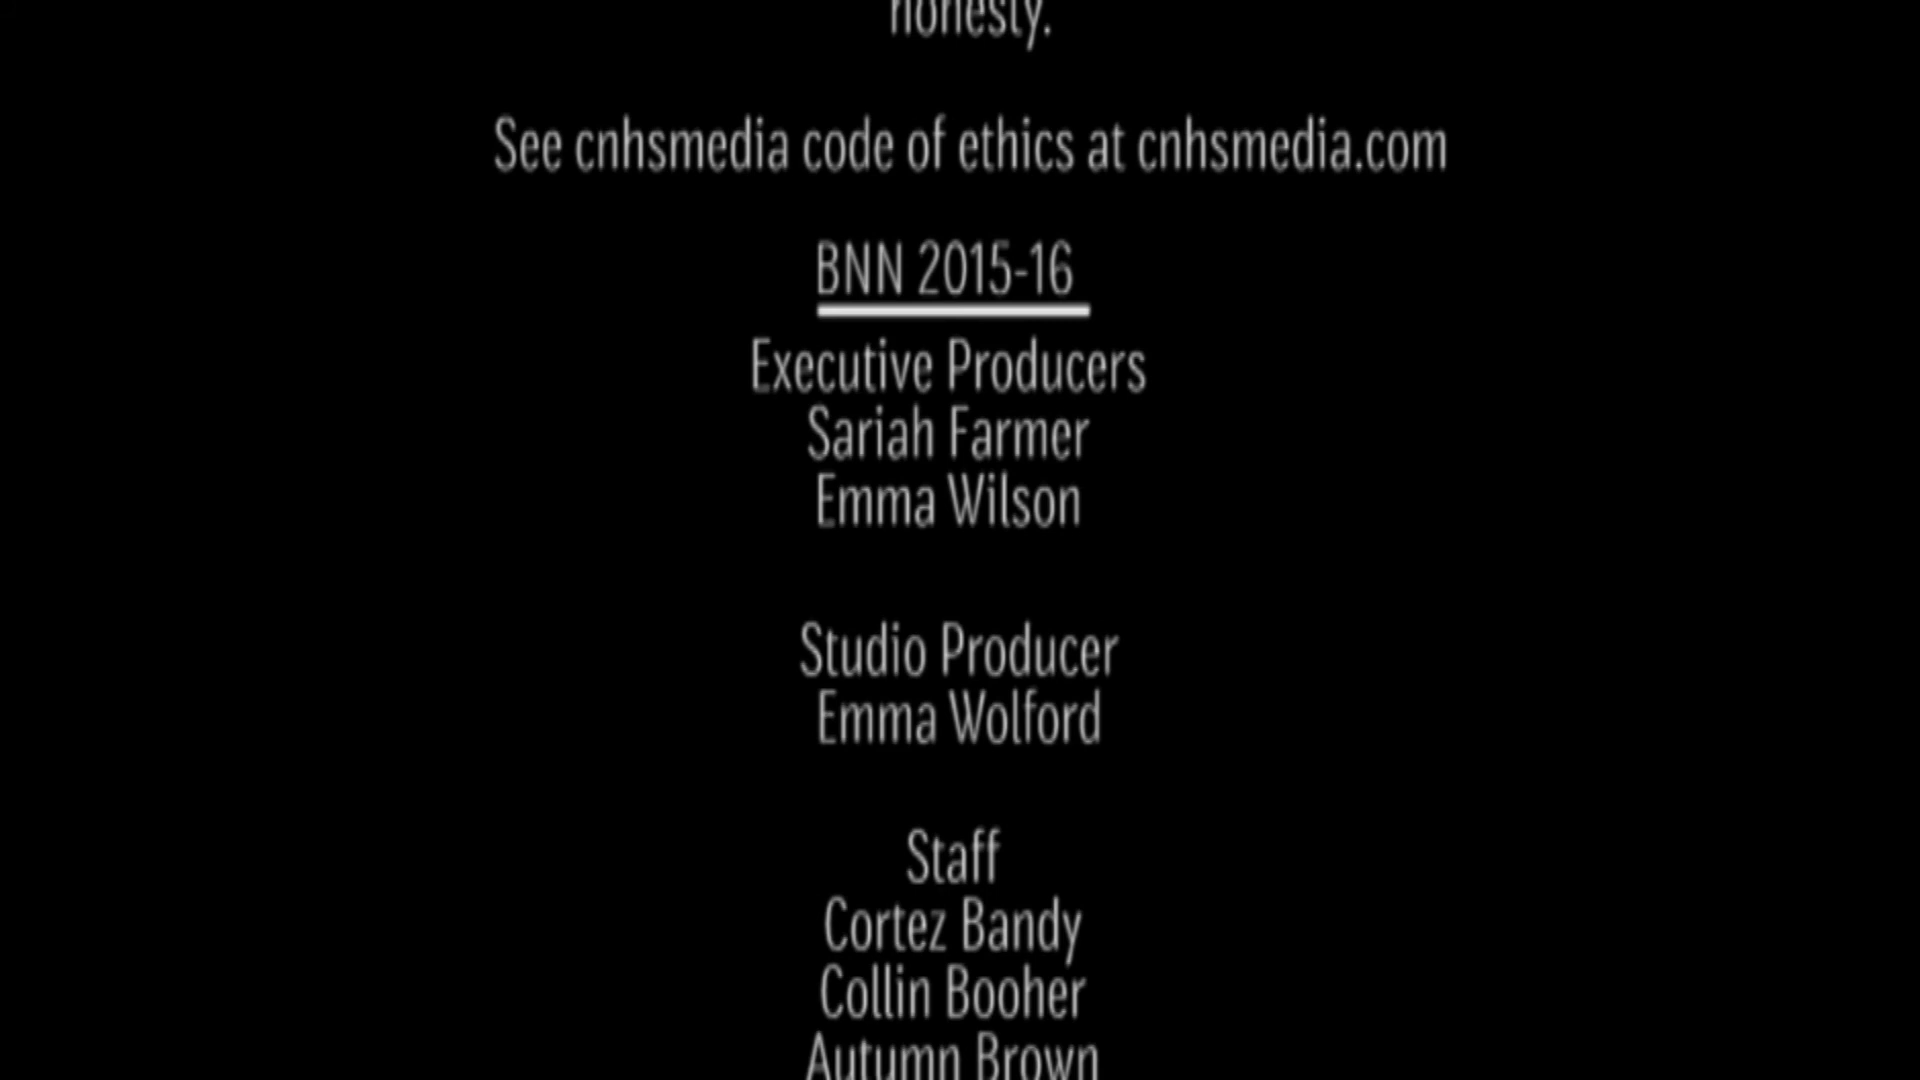 honesty.
See cnhsmedia code of ethics at cnhsmedia.com
BNN 2015-16
Executive Producers
Sariah Farmer
Emma Wilson
Studio Producer
Emma Wolford
Staff
Cortez Bandy
Collin Booher
Autumn Brown